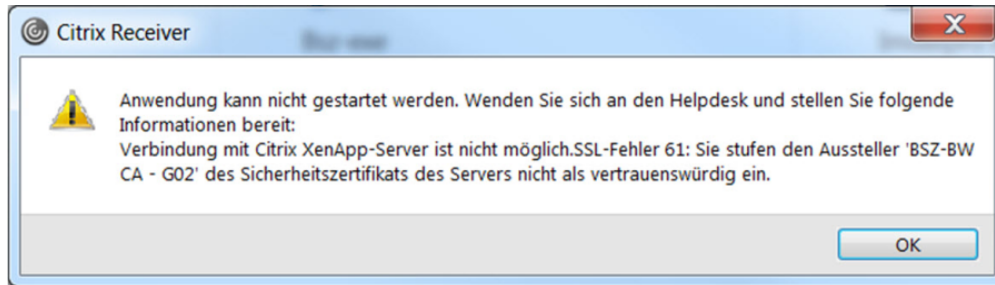 Citrix Receiver
Anwendung kann nicht gestartet werden. Wenden Sie sich an den Helpdesk und stellen Sie folgende
Informationen bereit:
Verbindung mit Citrix XenApp-Server ist nicht möglich.SSL-Fehler 61: Sie stufen den Aussteller 'BSZ-BW
CA - G02' des Sicherheitszertifikats des Servers nicht als vertrauenswürdig ein.
OK